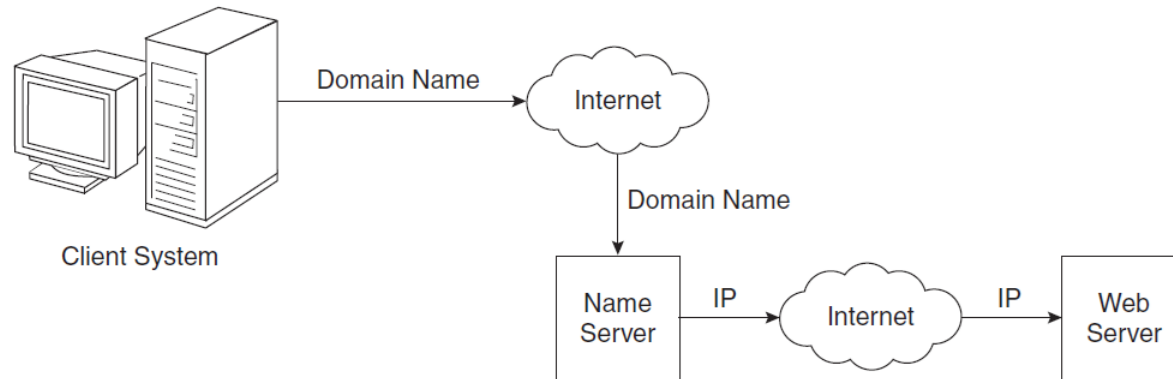 Domain Name
Internet
Domain Name
Client System
Name
Server
IP
Internet
IP
Web
Server